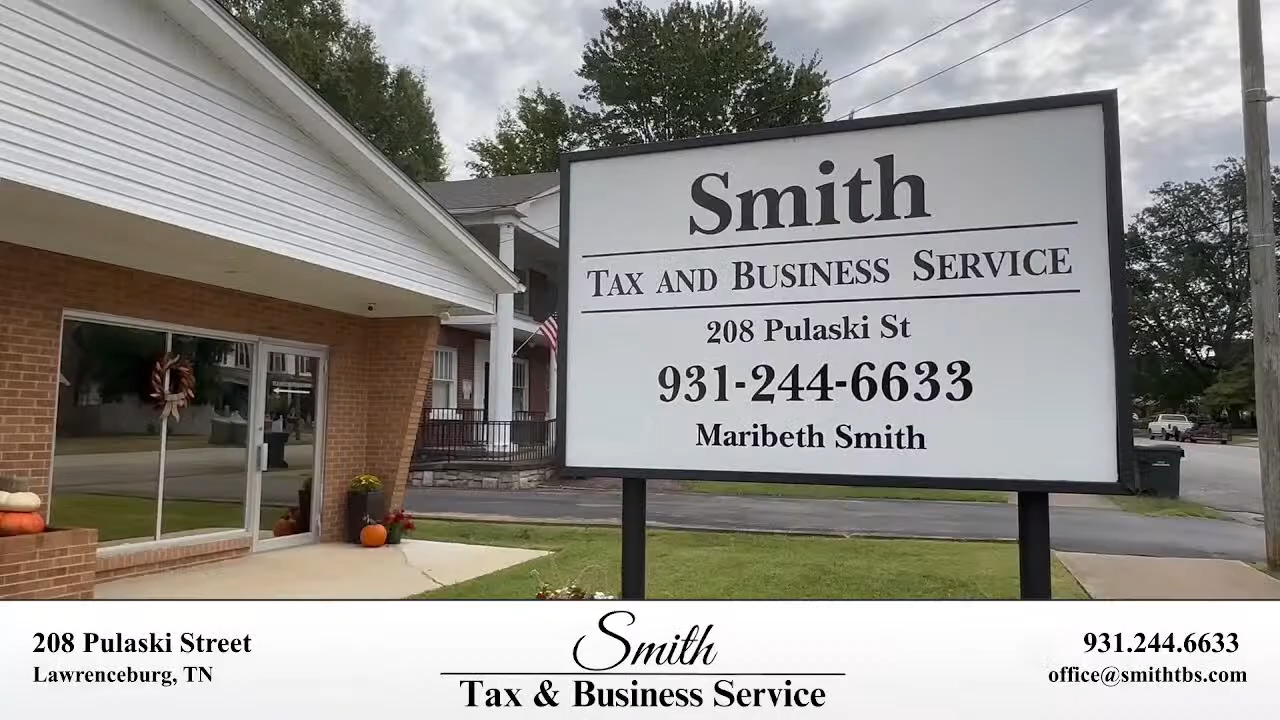 Smith
TAX AND BUSINESS SERVICE
208 Pulaski St
931-244-6633
Maribeth Smith
208 Pulaski Street
Lawrenceburg, TN
Smith
Tax & Business Service
931.244.6633
office@smithtbs.com